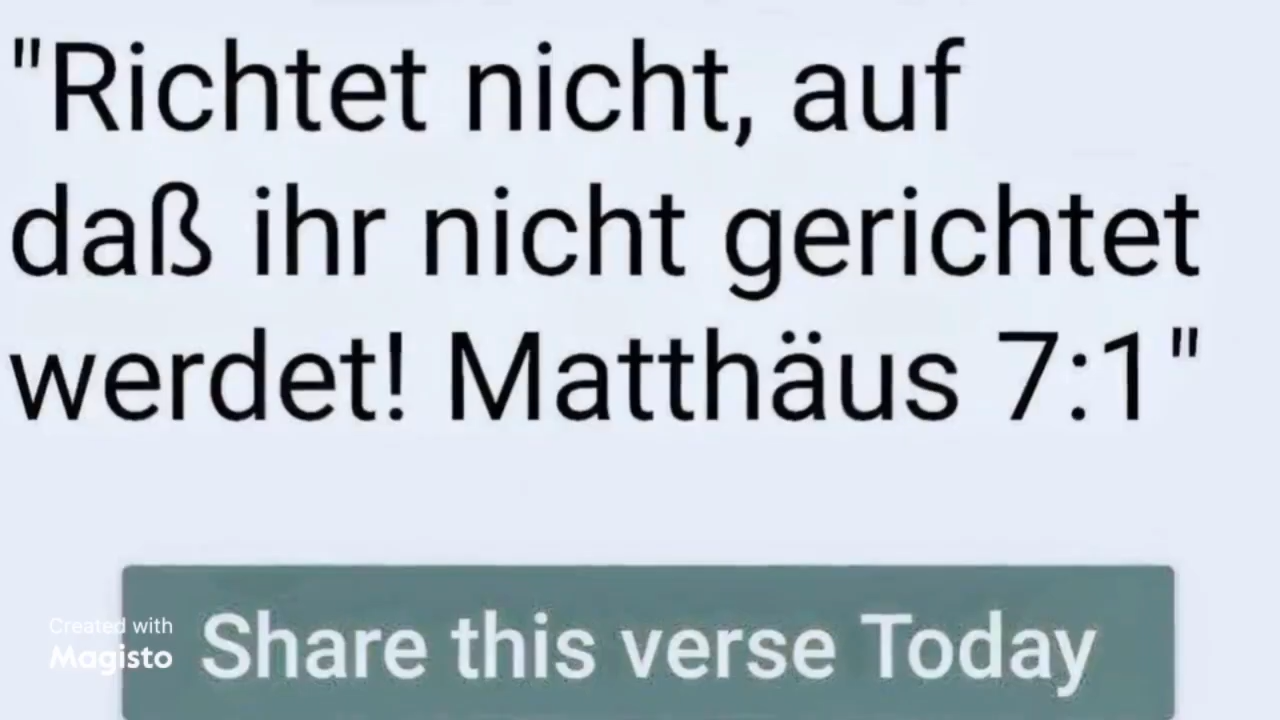 "Richtet nicht, auf
daß ihr nicht gerichtet
werdet! Matthäus 7:1"
Share this verse Today
Created with
Magisto